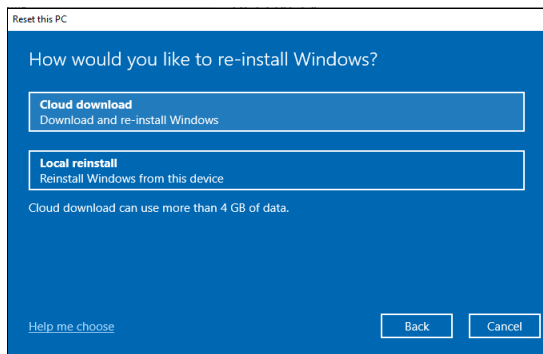 Reset this PC
How would you like to re-install Windows?
Cloud download
Download and re-install Windows
Local reinstall
Reinstall Windows from this device
Cloud download can use more than 4 GB of data.
Help me choose
Back
Cancel